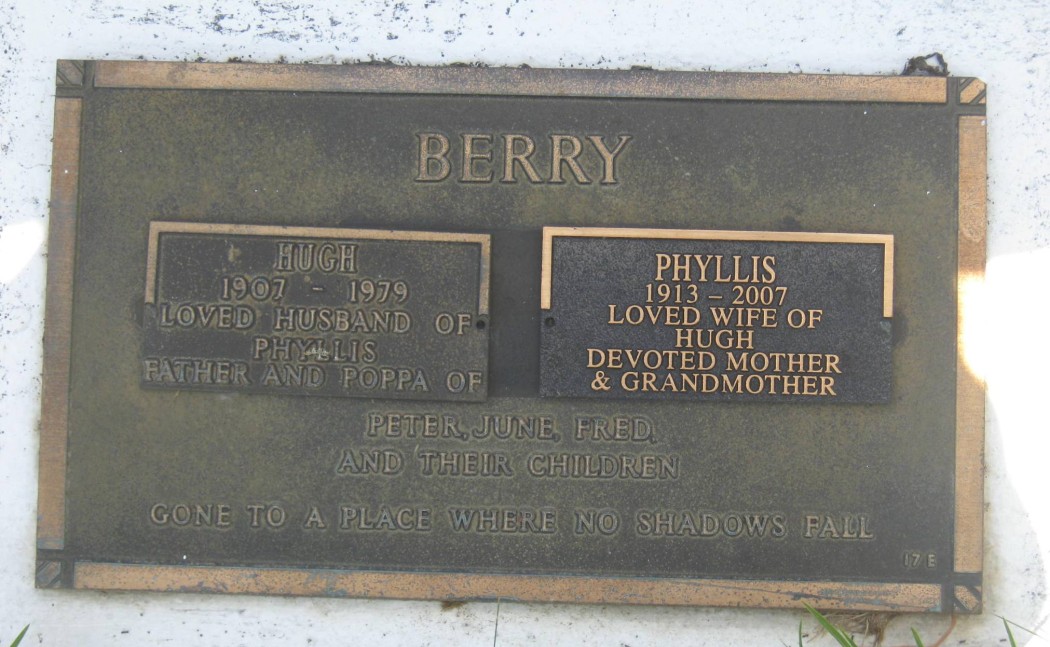 BERRY
HUGH
1907 - 1979
LOVED HUSBAND OF
PHYLLIS
FATHER AND POPPA OF
PHYLLIS
1913 – 2007
LOVED WIFE OF
HUGH
DEVOTED MOTHER
& GRANDMOTHER
PETER, JUNE, FRED,
AND THEIR CHILDREN
GONE TO A PLACE WHERE NO SHADOWS FALL
17 E